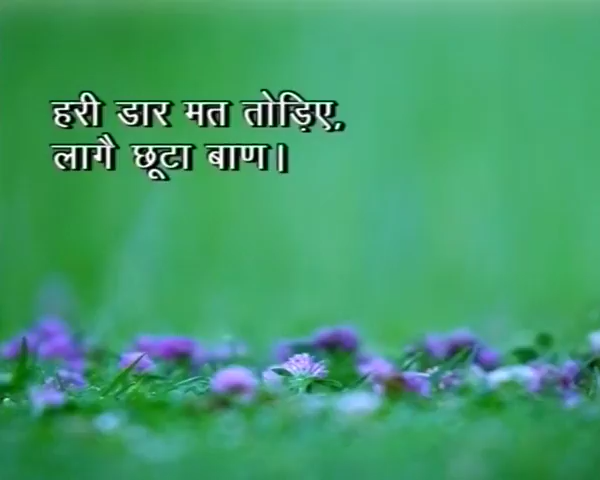 हरी डार मत तोड़िए,
लागै छूटा बाण।